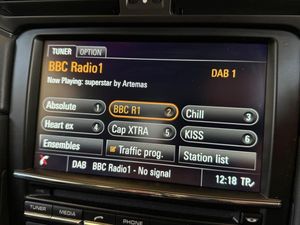 TUNER OPTION
BBC Radio1
DAB 1
Now Playing: superstar by Artemas
Absolute 1
BBC R1 2
Chill 3
Heart ex 4
Cap XTRA 5
KISS 6
Ensembles
Traffic prog.
Station list
DAB BBC Radio1 - No signal
12:18 TR
TUNER
MEDIA
PHONE